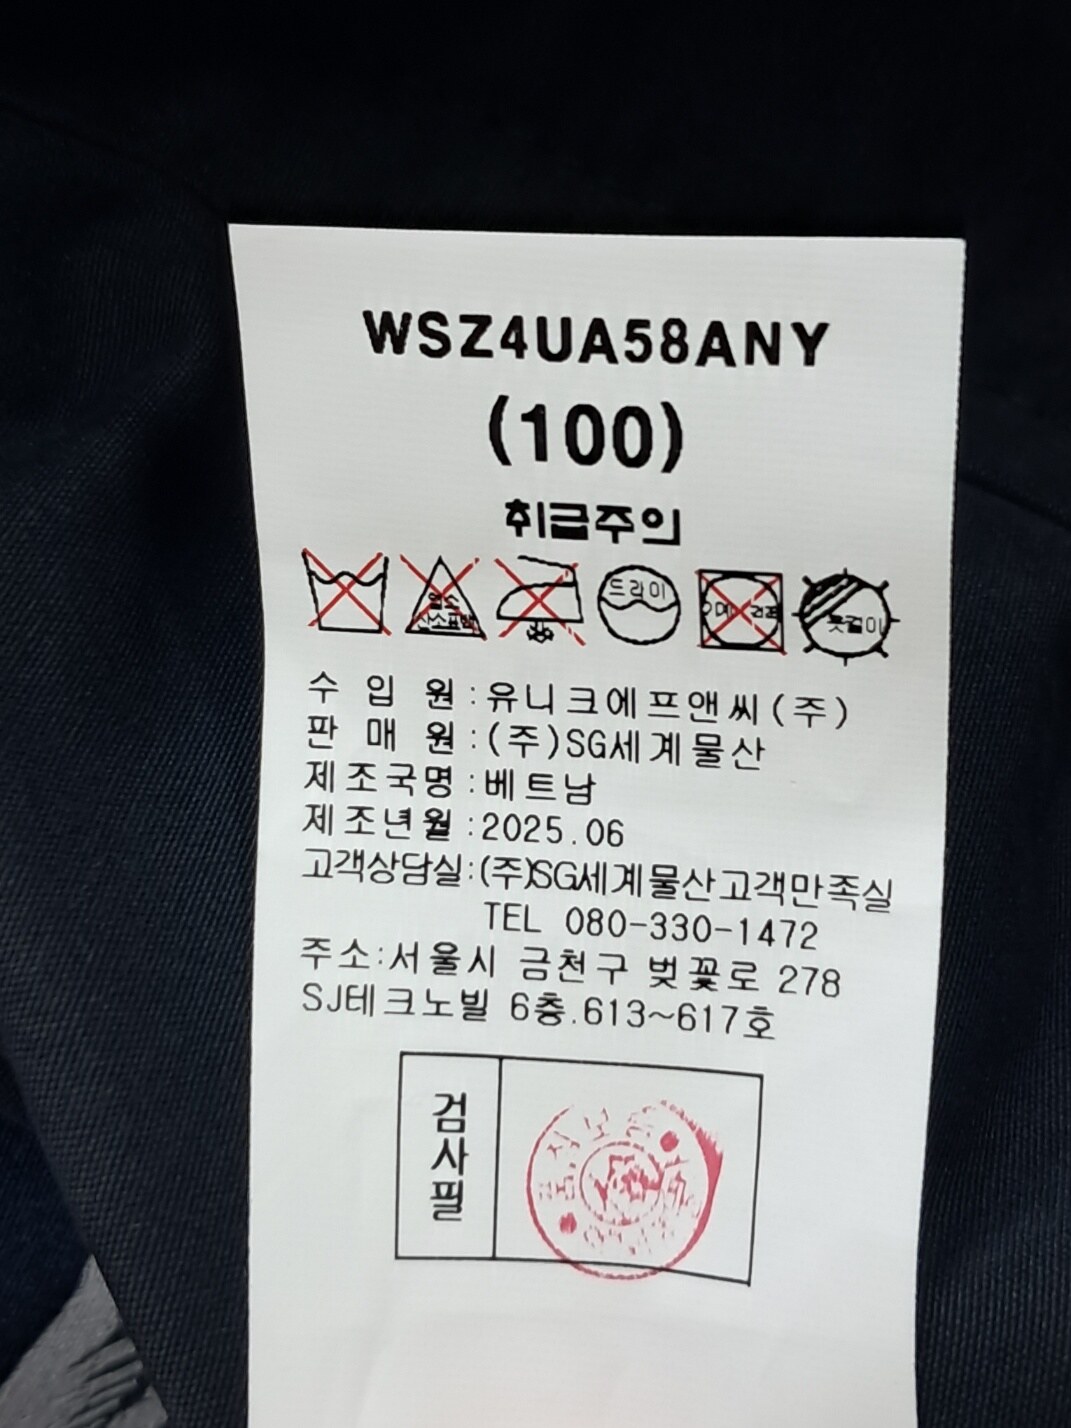 WSZ4UA58ANY
(100)
취급주의
드라이 옷걸이
수 입 원 : 유니크에프앤씨(주)
판 매 원 : (주)SG세계물산
제조국명 : 베트남
제조년월 : 2025.06
고객상담실:(주)SG세계물산고객만족실
TEL 080-330-1472
주소:서울시 금천구 벚꽃로 278
SJ테크노빌 6층.613~617호
검사필